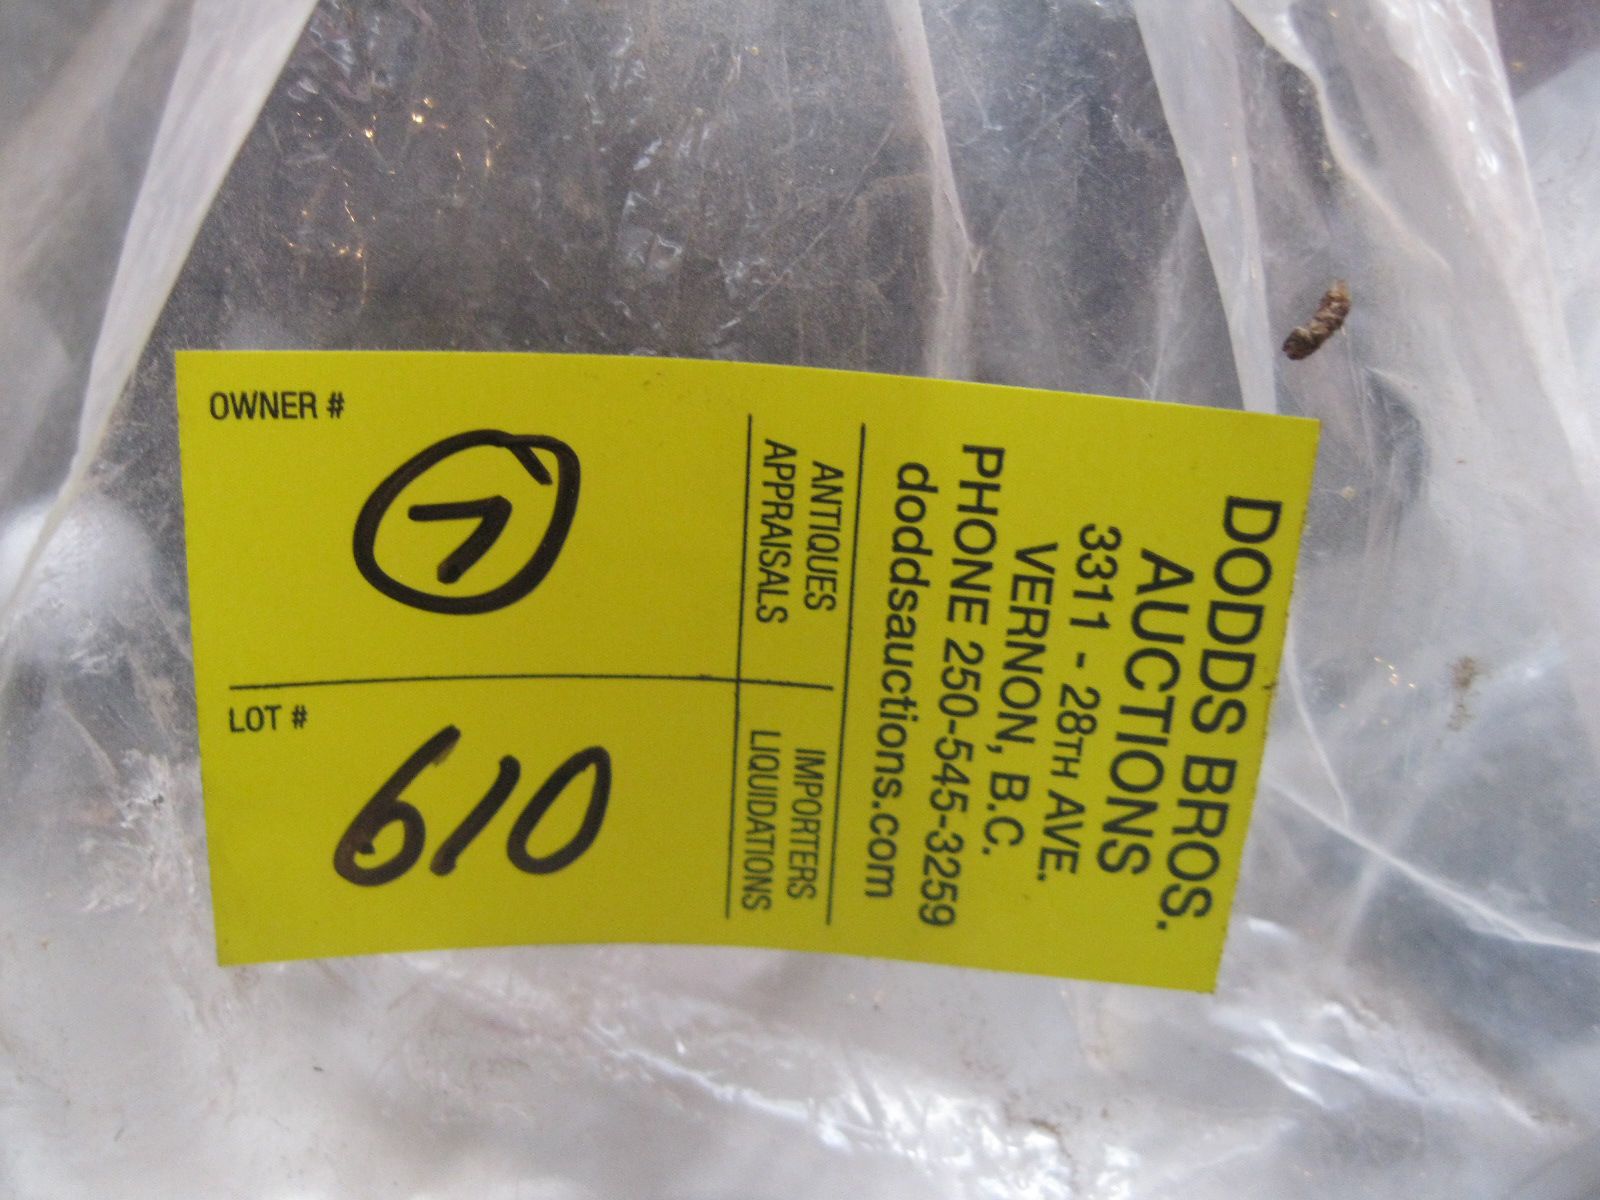 DODDS BROS.
AUCTIONS
3311 - 28TH AVE.
VERNON, B.C.
PHONE 250-545-3259
doddsauctions.com
ANTIQUES
APPRAISALS
IMPORTERS
LIQUIDATIONS
OWNER #
7
LOT #
610